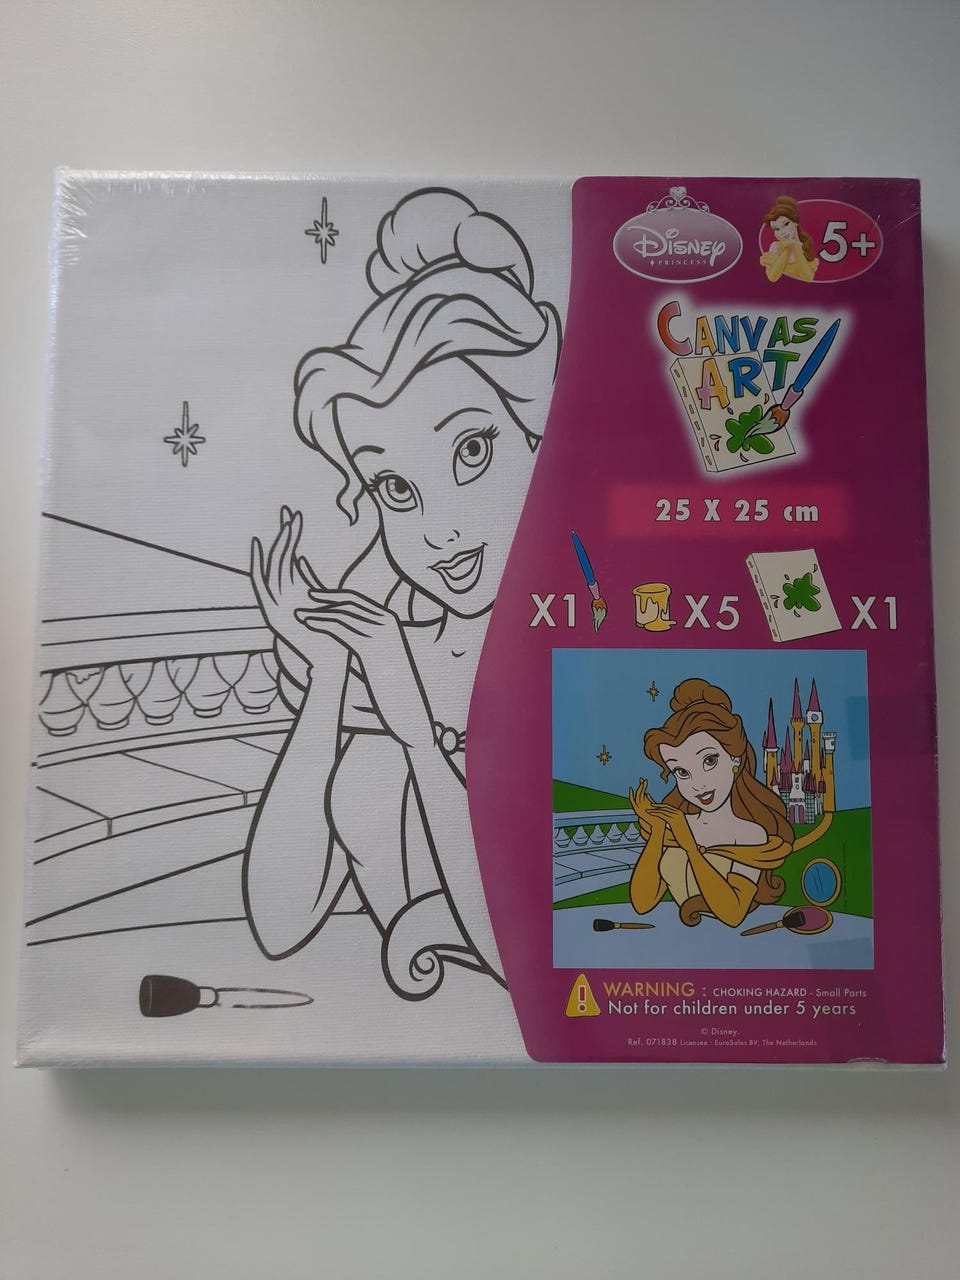 Disney
PRINCESS
5+
CANVAS
ART
25 X 25 cm
X1 X5 X1
WARNING : CHOKING HAZARD - Small Parts
Not for children under 5 years
© Disney.
Ref. 071838 Licensee : EuroSales BV, The Netherlands